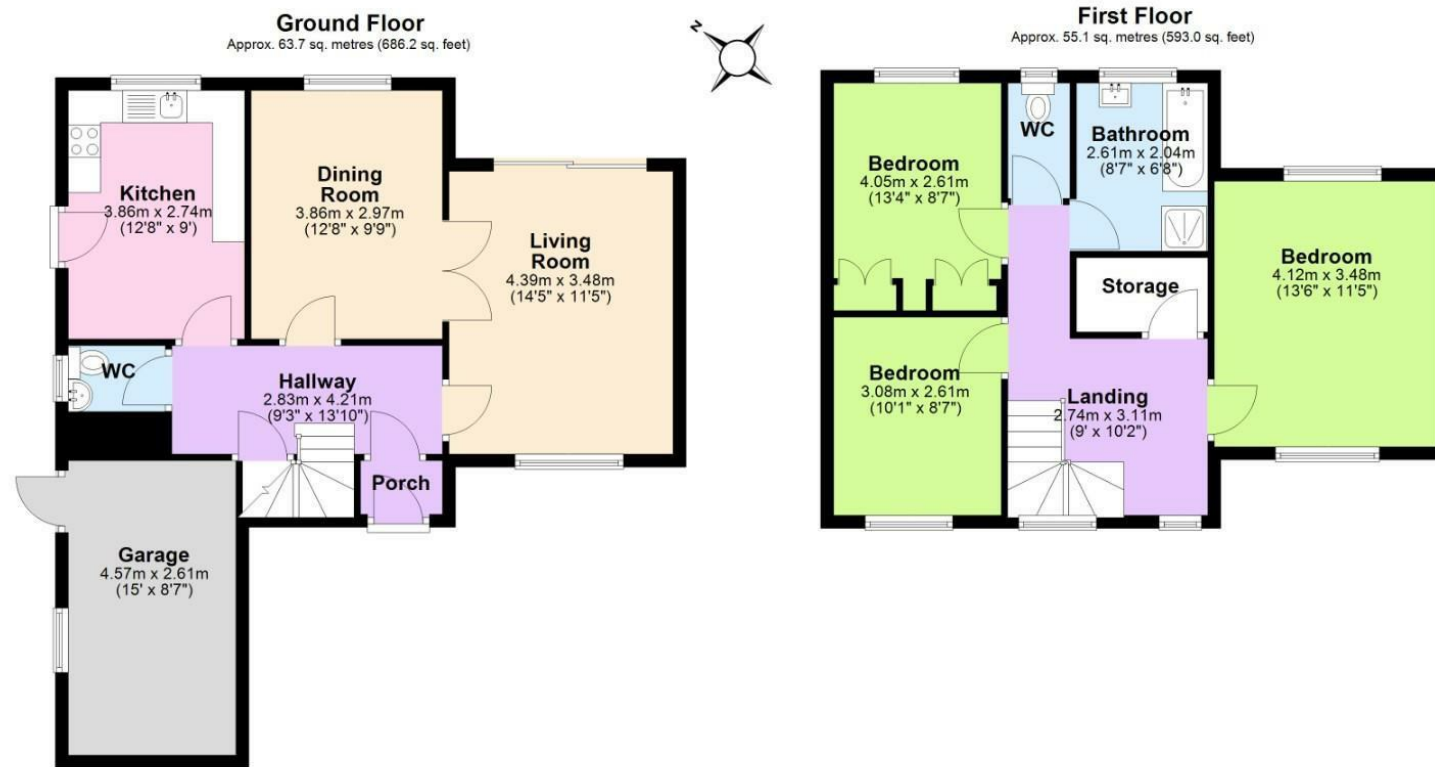 Ground Floor
Approx. 63.7 sq. metres (686.2 sq. feet)
N
Kitchen
3.86m x 2.74m
(12'8" x 9')
Dining
Room
3.86m x 2.97m
(12'8" x 9'9")
Living
Room
4.39m x 3.48m
(14'5" x 11'5")
WC
Hallway
2.83m x 4.21m
(9'3" x 13'10")
Porch
Garage
4.57m x 2.61m
(15' x 8'7")
First Floor
Approx. 55.1 sq. metres (593.0 sq. feet)
Bedroom
4.05m x 2.61m
(13'4" x 8'7")
WC
Bathroom
2.61m x 2.04m
(8'7" x 6'8")
Bedroom
4.12m x 3.48m
(13'6" x 11'5")
Storage
Bedroom
3.08m x 2.61m
(10'1" x 8'7")
Landing
2.74m x 3.11m
(9' x 10'2")